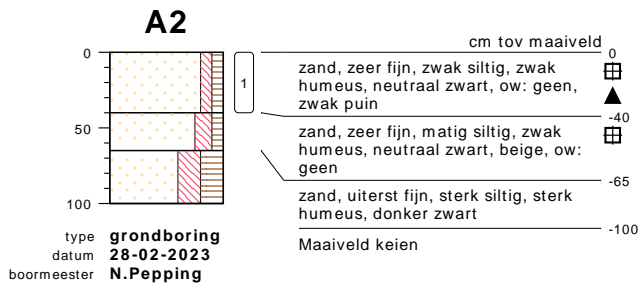 A2
cm tov maaiveld
0
0
zand, zeer fijn, zwak siltig, zwak
humeus, neutraal zwart, ow: geen,
zwak puin
1
-40
50
zand, zeer fijn, matig siltig, zwak
humeus, neutraal zwart, beige, ow:
geen
-65
zand, uiterst fijn, sterk siltig, sterk
humeus, donker zwart
100
-100
Maaiveld keien
type grondboring
datum 28-02-2023
boormeester N.Pepping